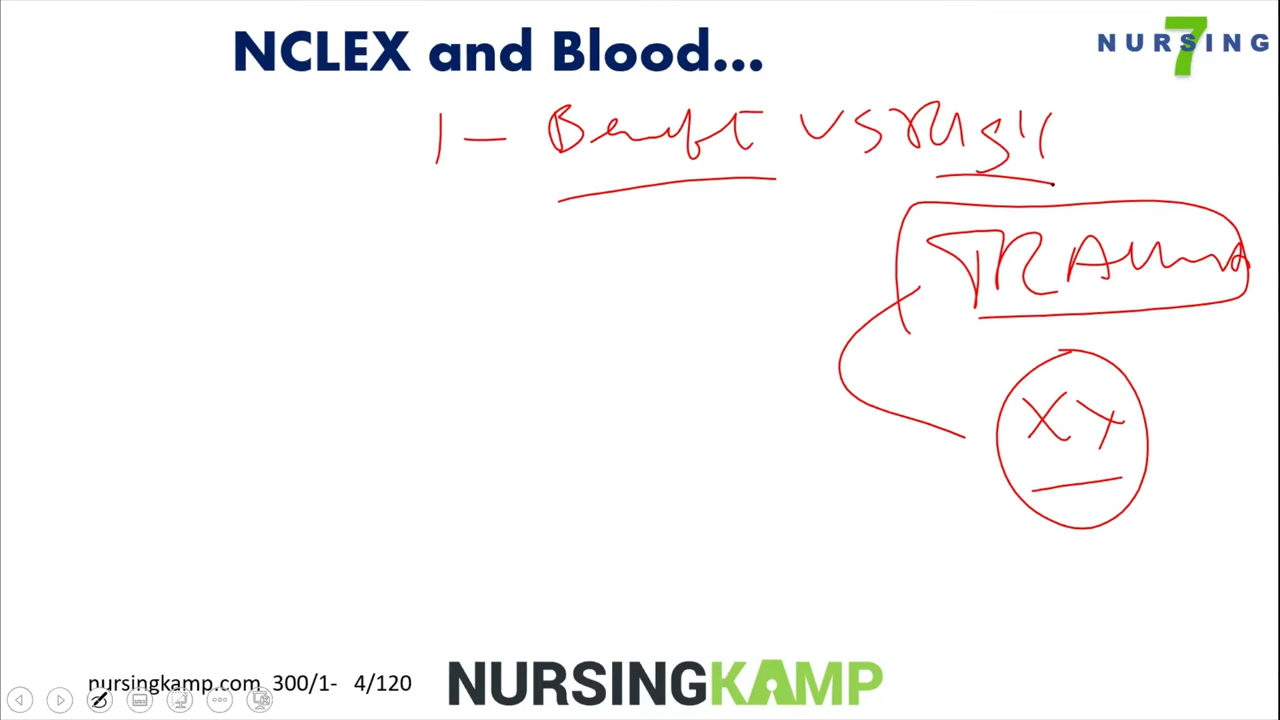 NCLEX and Blood...
7
NURSING
1 - Benefit vs Risk
TRAUMA
XY
nursingkamp.com 300/1- 4/120
NURSINGKAMP